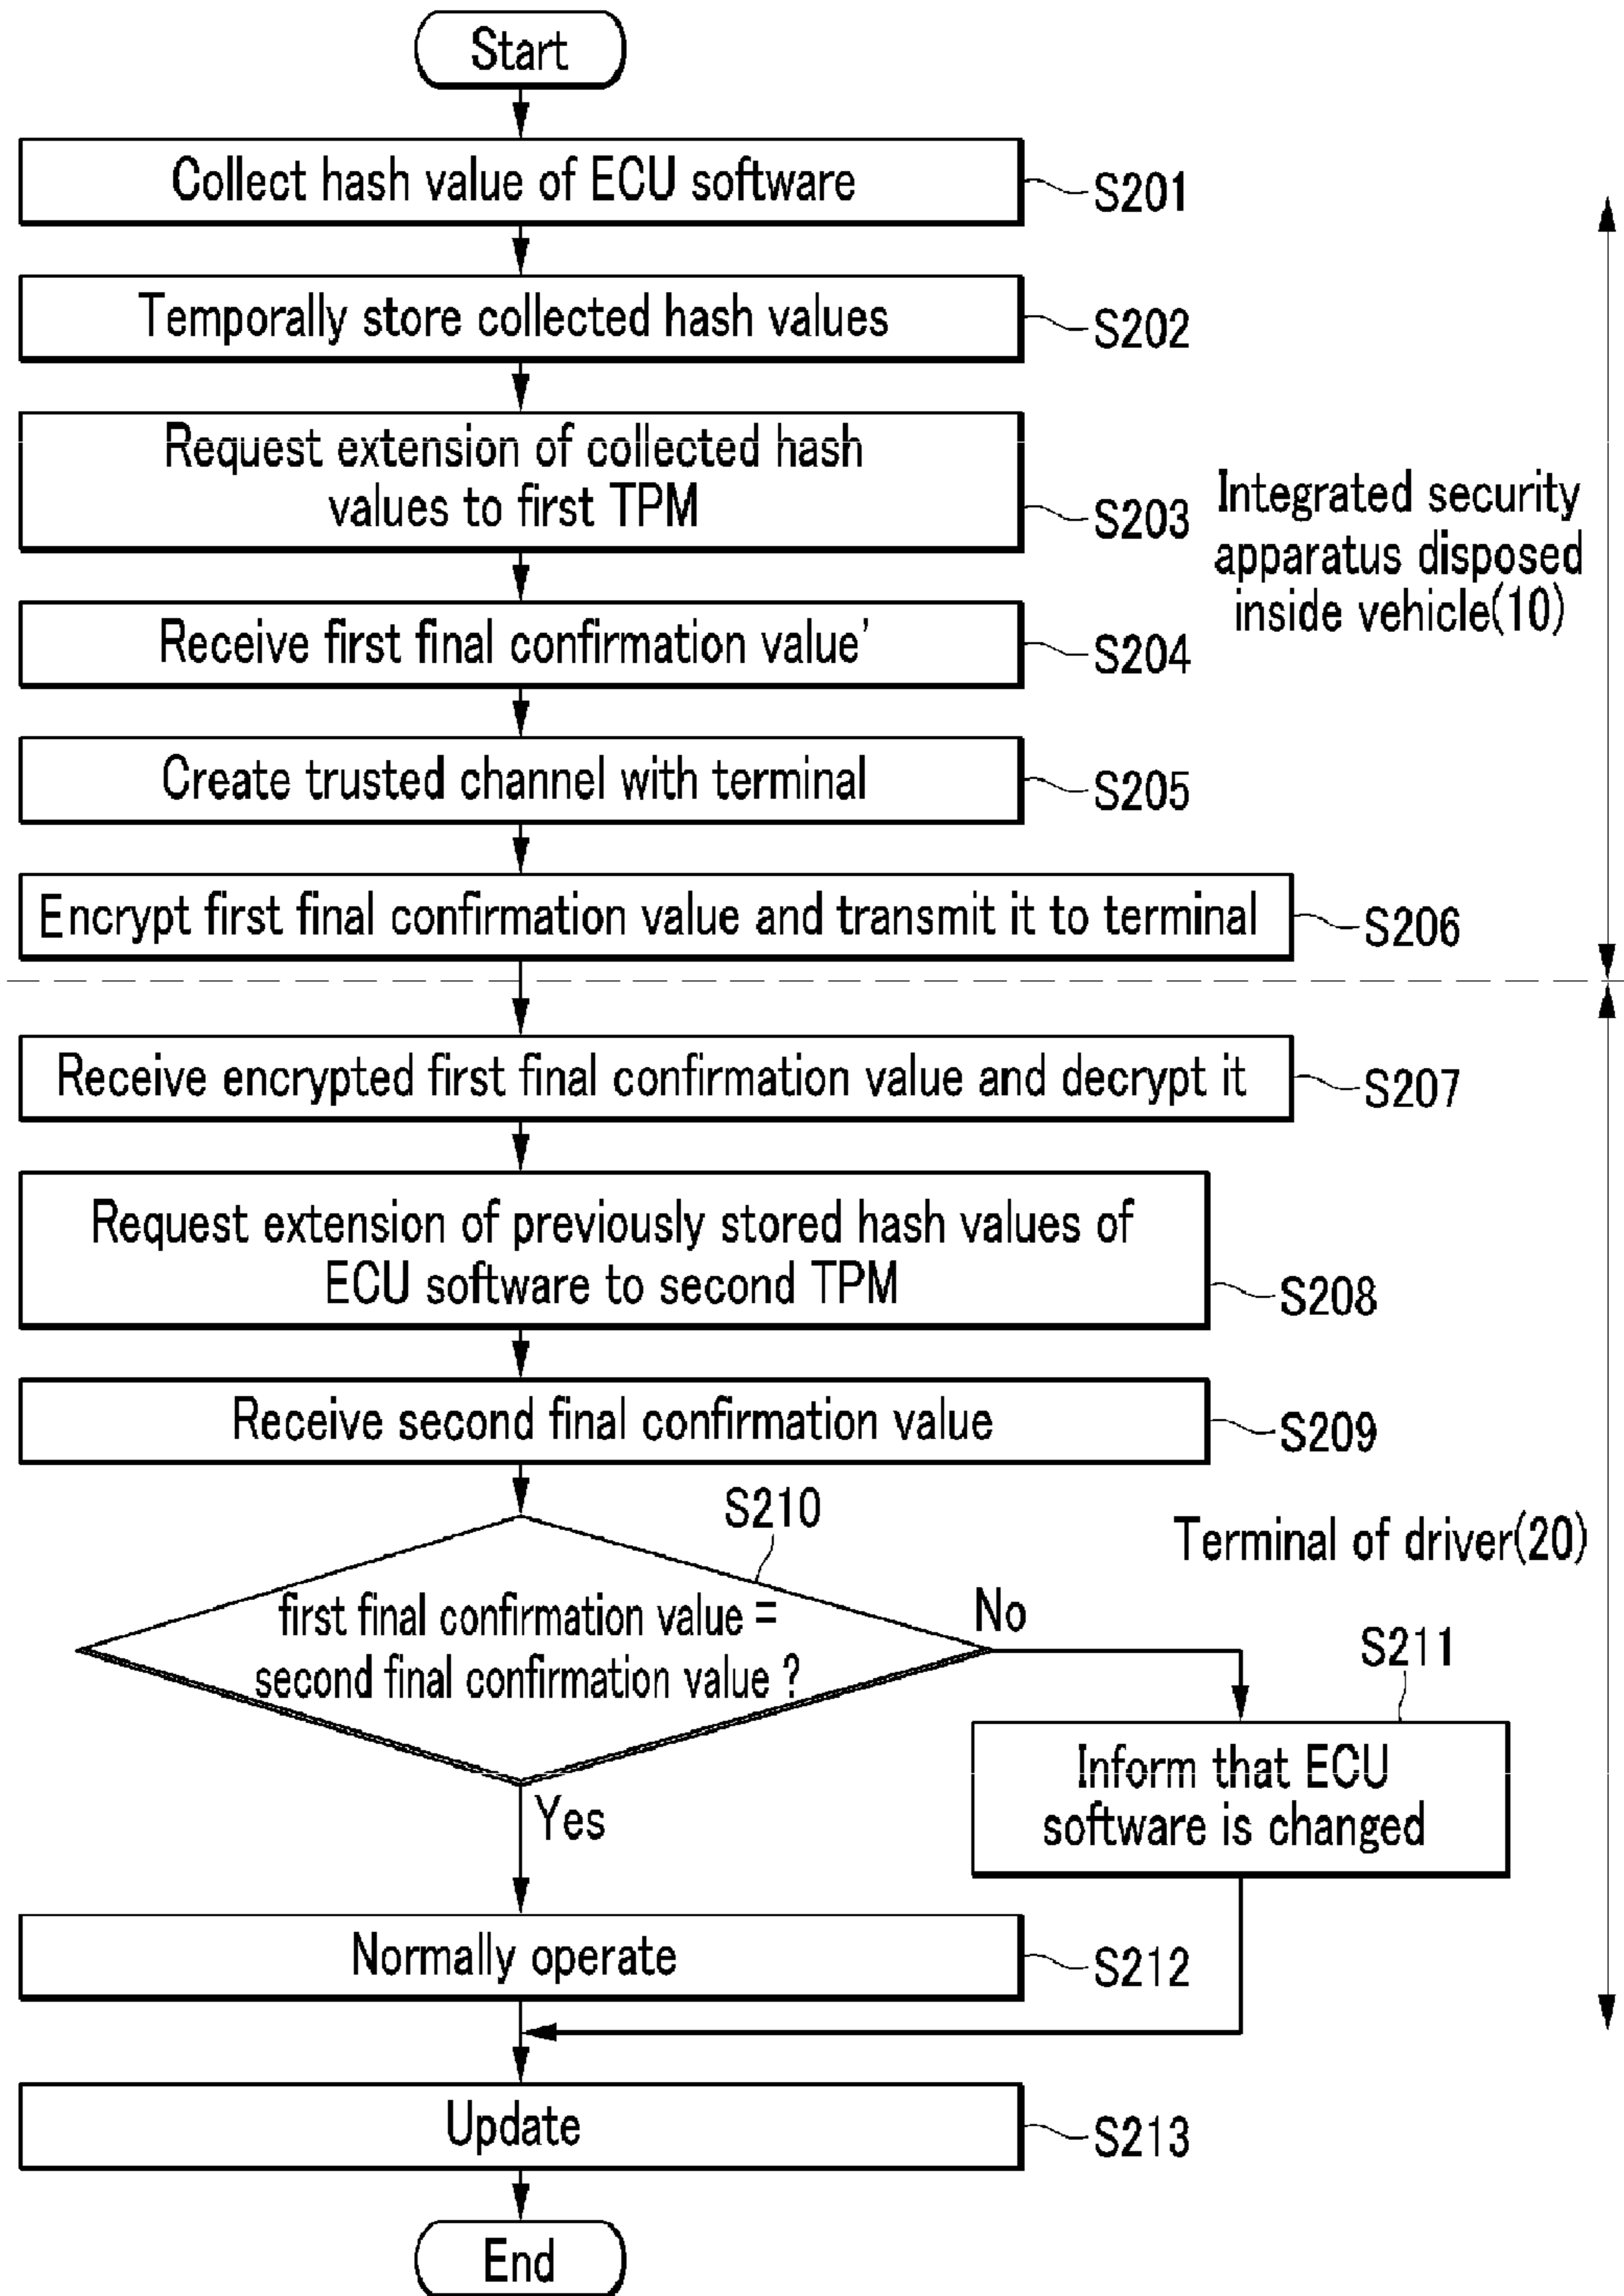 Start
Collect hash value of ECU software
S201
Temporally store collected hash values
S202
Request extension of collected hash
values to first TPM
S203
Integrated security
apparatus disposed
inside vehicle(10)
Receive first final confirmation value'
S204
Create trusted channel with terminal
S205
Encrypt first final confirmation value and transmit it to terminal
S206
Receive encrypted first final confirmation value and decrypt it
S207
Request extension of previously stored hash values of
ECU software to second TPM
S208
Receive second final confirmation value
S209
S210
Terminal of driver(20)
first final confirmation value =
second final confirmation value ?
No
S211
Inform that ECU
software is changed
Yes
Normally operate
S212
Update
S213
End